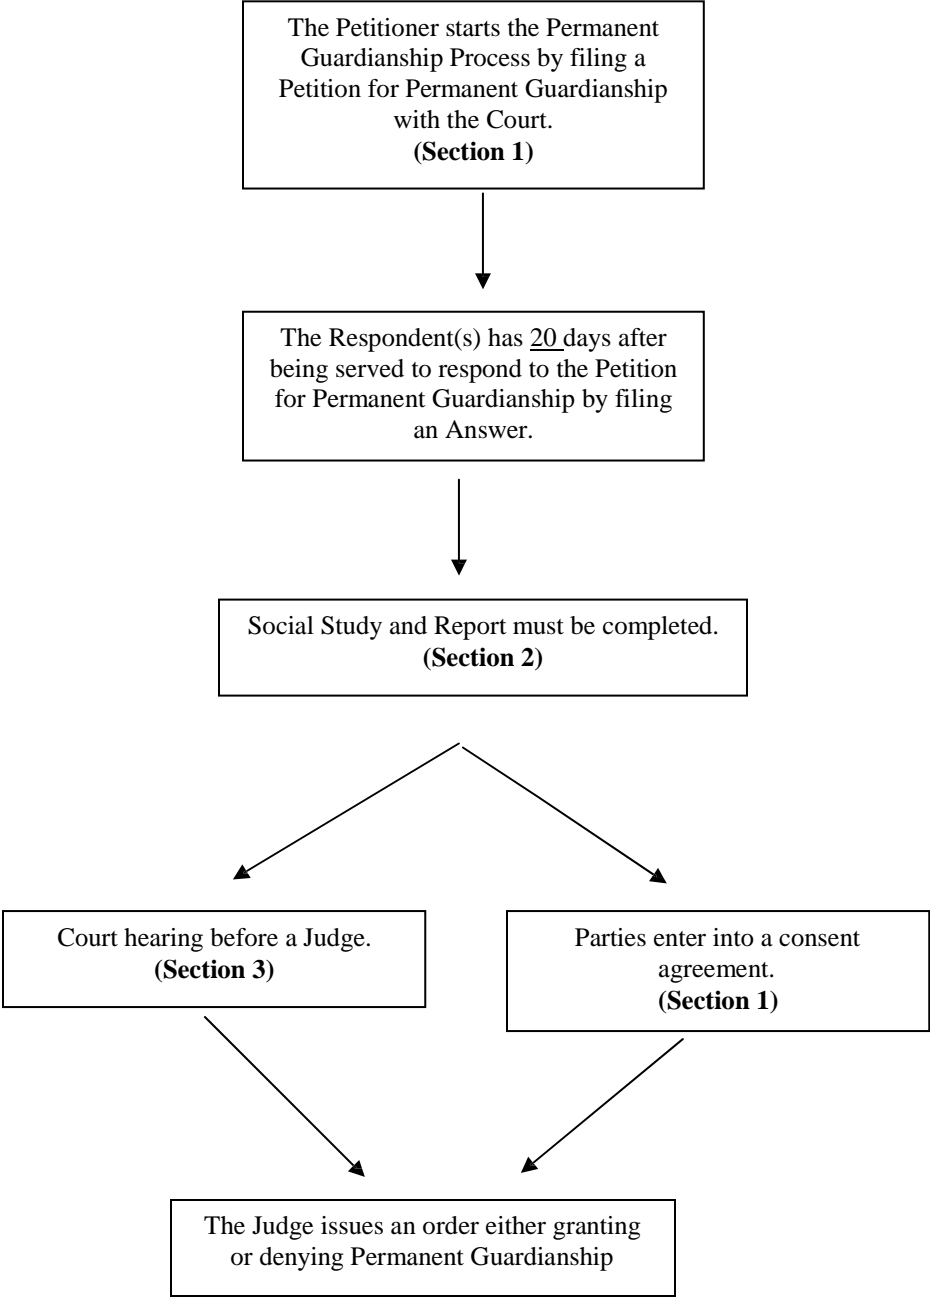 The Petitioner starts the Permanent
Guardianship Process by filing a
Petition for Permanent Guardianship
with the Court.
(Section 1)
The Respondent(s) has 20 days after
being served to respond to the Petition
for Permanent Guardianship by filing
an Answer.
Social Study and Report must be completed.
(Section 2)
Court hearing before a Judge.
(Section 3)
Parties enter into a consent
agreement.
(Section 1)
The Judge issues an order either granting
or denying Permanent Guardianship